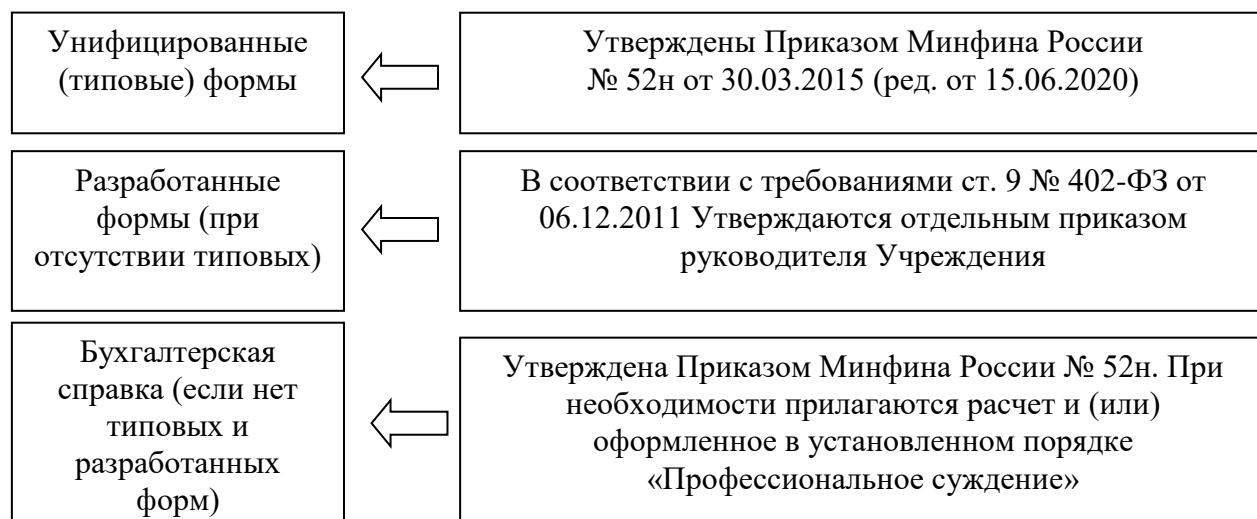 Унифицированные
(типовые) формы
Утверждены Приказом Минфина России
№ 52н от 30.03.2015 (ред. от 15.06.2020)
Разработанные
формы (при
отсутствии типовых)
В соответствии с требованиями ст. 9 № 402-ФЗ от
06.12.2011 Утверждаются отдельным приказом
руководителя Учреждения
Бухгалтерская
справка (если нет
типовых и
разработанных
форм)
Утверждена Приказом Минфина России № 52н. При
необходимости прилагаются расчет и (или)
оформленное в установленном порядке
«Профессиональное суждение»